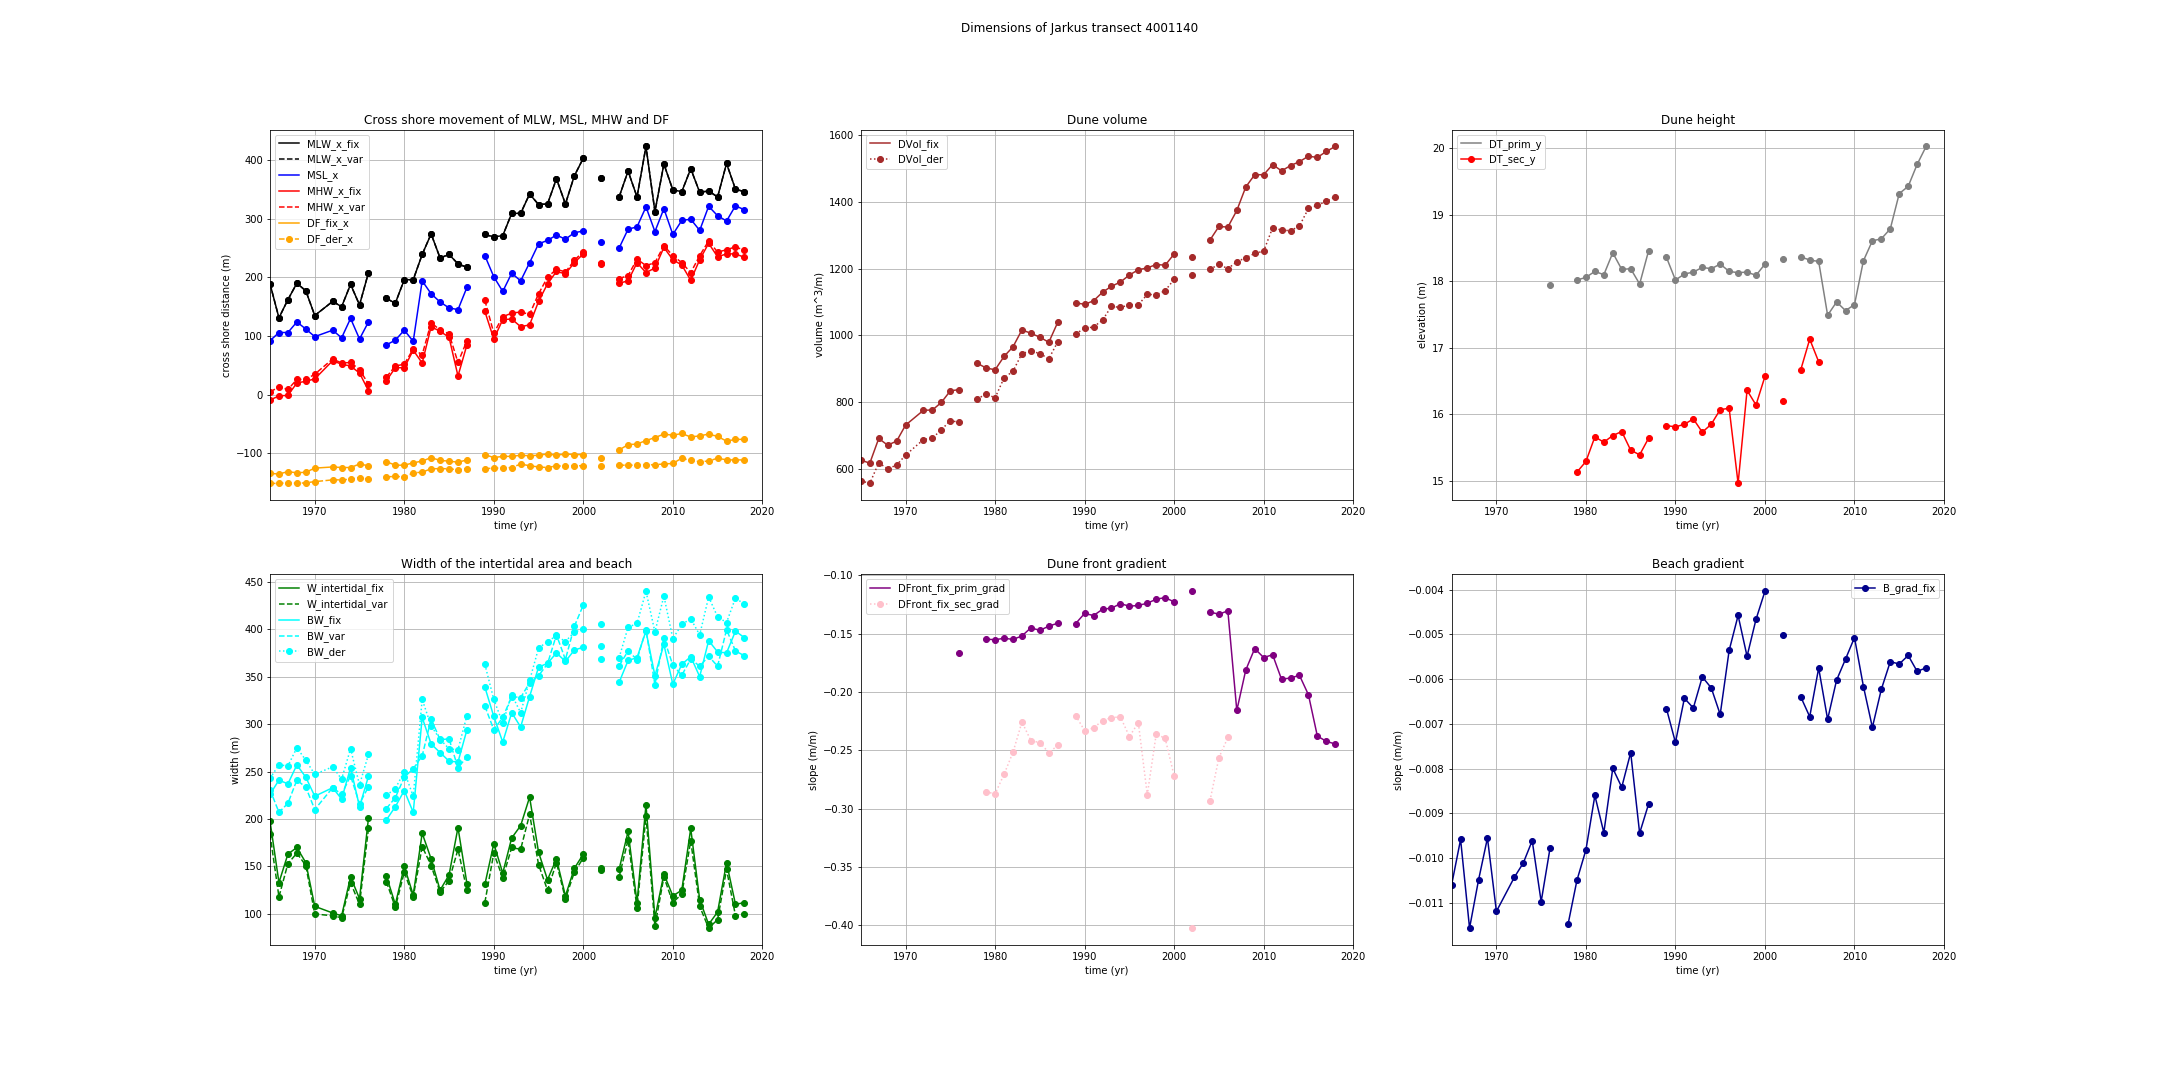 Dimensions of Jarkus transect 4001140
Cross shore movement of MLW, MSL, MHW and DF
MLW_x_fix
MLW_x_var
MSL_x
MHW_x_fix
MHW_x_var
DF_fix_x
DF_der_x
cross shore distance (m)
400
300
200
100
0
−100
1970
1980
1990
2000
2010
2020
time (yr)
Dune volume
DVol_fix
DVol_der
volume (m^3/m)
1600
1400
1200
1000
800
600
1970
1980
1990
2000
2010
2020
time (yr)
Dune height
DT_prim_y
DT_sec_y
elevation (m)
20
19
18
17
16
15
1970
1980
1990
2000
2010
2020
time (yr)
Width of the intertidal area and beach
W_intertidal_fix
W_intertidal_var
BW_fix
BW_var
BW_der
width (m)
450
400
350
300
250
200
150
100
1970
1980
1990
2000
2010
2020
time (yr)
Dune front gradient
DFront_fix_prim_grad
DFront_fix_sec_grad
slope (m/m)
−0.10
−0.15
−0.20
−0.25
−0.30
−0.35
−0.40
1970
1980
1990
2000
2010
2020
time (yr)
Beach gradient
B_grad_fix
slope (m/m)
−0.004
−0.005
−0.006
−0.007
−0.008
−0.009
−0.010
−0.011
1970
1980
1990
2000
2010
2020
time (yr)